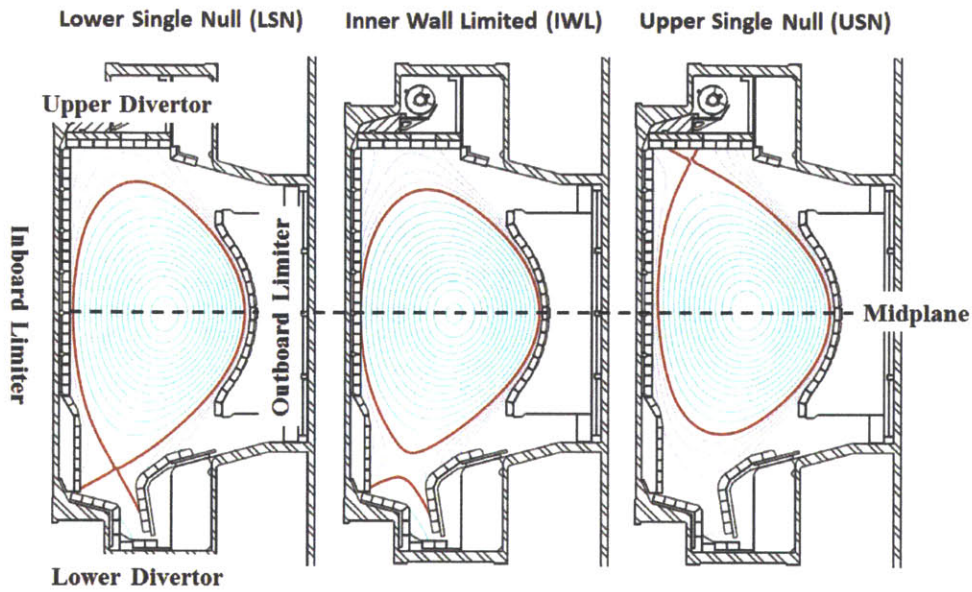 Lower Single Null (LSN)
Inner Wall Limited (IWL)
Upper Single Null (USN)
Upper Divertor
Inboard Limiter
Outboard Limiter
Midplane
Lower Divertor